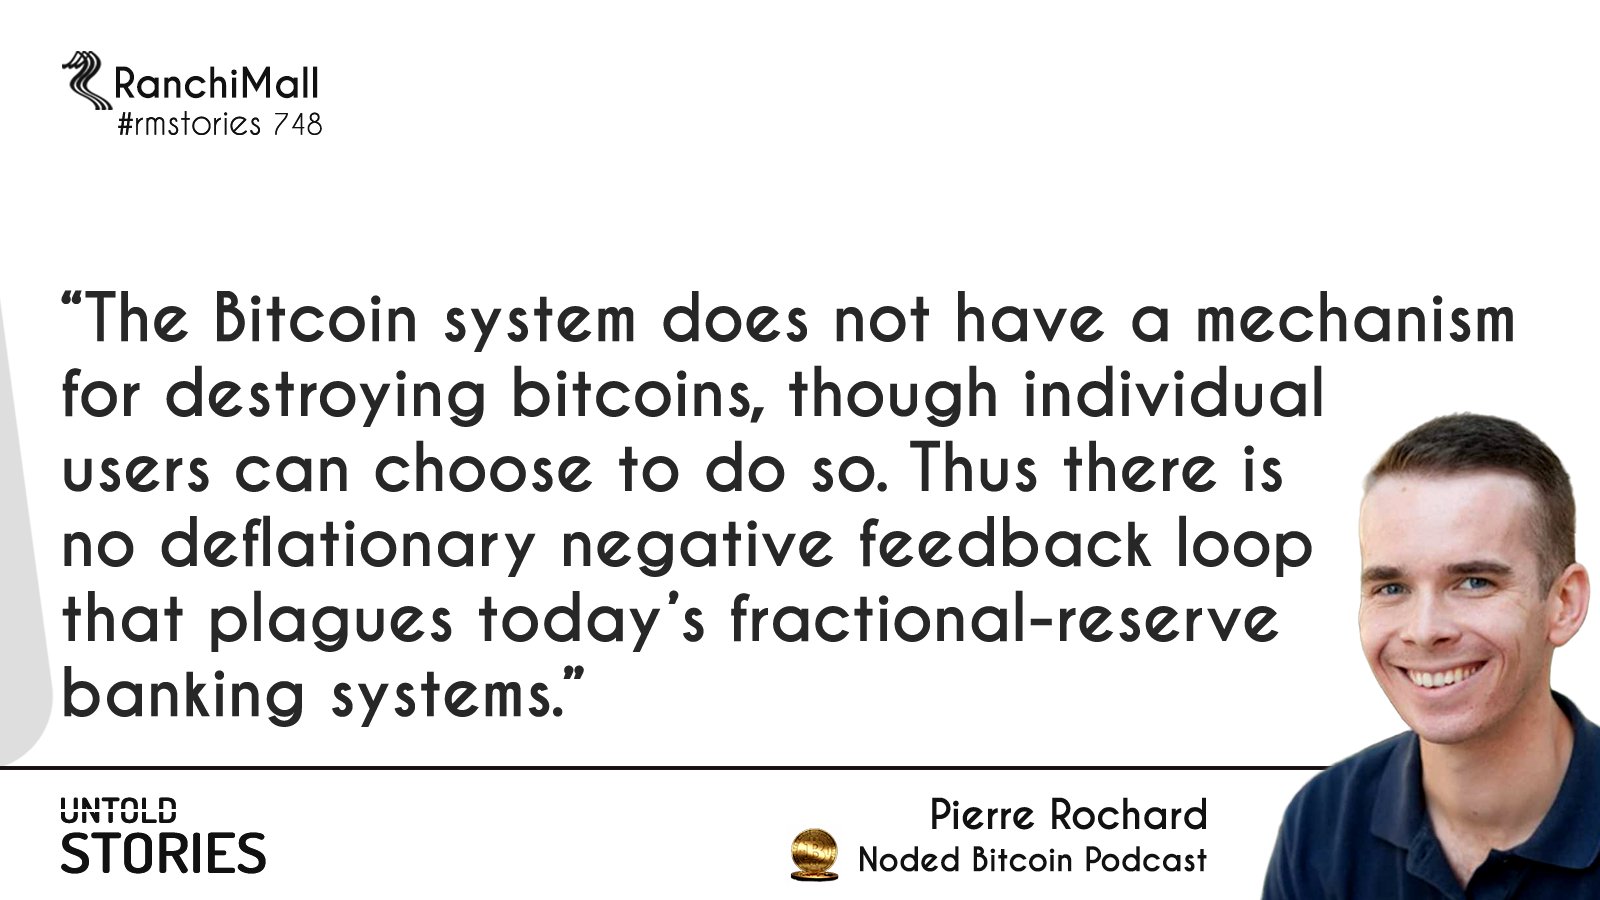 RanchiMall
#rmstories 748
“The Bitcoin system does not have a mechanism
for destroying bitcoins, though individual
users can choose to do so. Thus there is
no deflationary negative feedback loop
that plagues today’s fractional-reserve
banking systems.”
UNTOLD
STORIES
Pierre Rochard
Noded Bitcoin Podcast